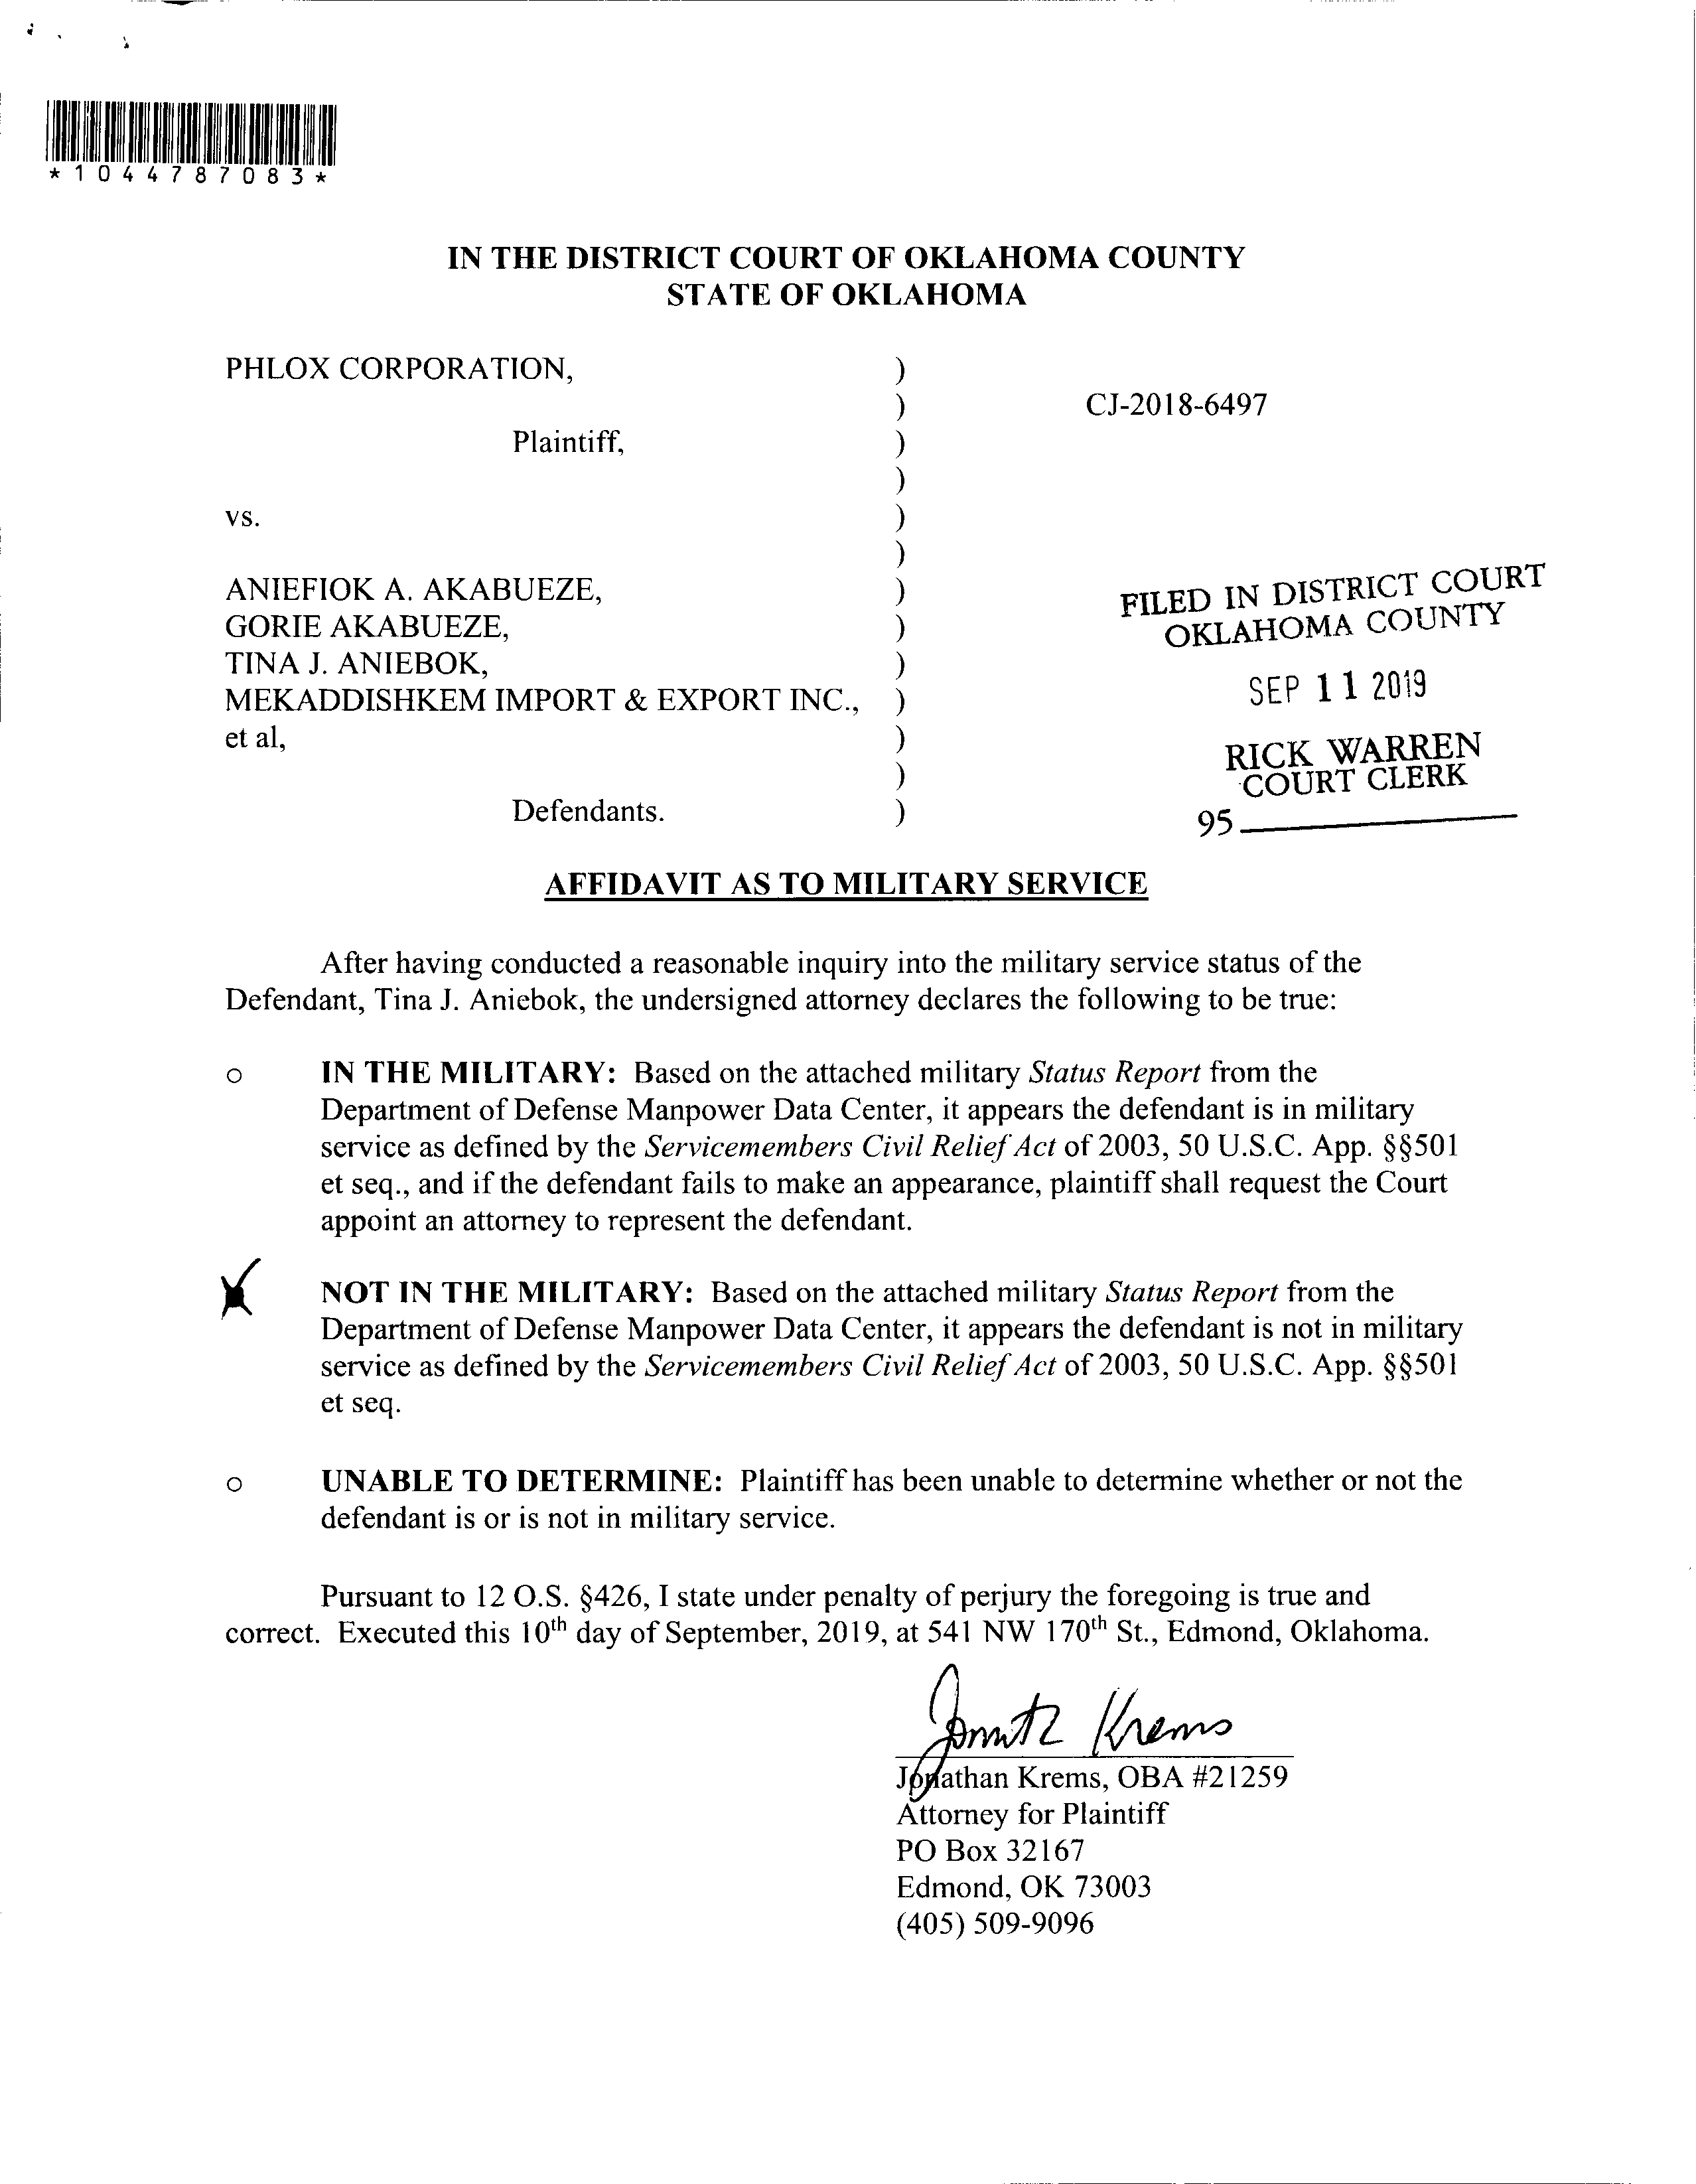 *1044787083*
IN THE DISTRICT COURT OF OKLAHOMA COUNTY
STATE OF OKLAHOMA
PHLOX CORPORATION, )
) CJ-2018-6497
Plaintiff, )
)
vs. )
)
ANIEFIOK A. AKABUEZE, )
GORIE AKABUEZE, )
TINA J. ANIEBOK, )
MEKADDISHKEM IMPORT & EXPORT INC., )
et al, )
)
Defendants. )
FILED IN DISTRICT COURT
OKLAHOMA COUNTY
SEP 11 2019
RICK WARREN
COURT CLERK
95
AFFIDAVIT AS TO MILITARY SERVICE
After having conducted a reasonable inquiry into the military service status of the
Defendant, Tina J. Aniebok, the undersigned attorney declares the following to be true:
o IN THE MILITARY: Based on the attached military Status Report from the
Department of Defense Manpower Data Center, it appears the defendant is in military
service as defined by the Servicemembers Civil Relief Act of 2003, 50 U.S.C. App. §§501
et seq., and if the defendant fails to make an appearance, plaintiff shall request the Court
appoint an attorney to represent the defendant.
NOT IN THE MILITARY: Based on the attached military Status Report from the
Department of Defense Manpower Data Center, it appears the defendant is not in military
service as defined by the Servicemembers Civil Relief Act of 2003, 50 U.S.C. App. §§501
et seq.
o UNABLE TO DETERMINE: Plaintiff has been unable to determine whether or not the
defendant is or is not in military service.
Pursuant to 12 O.S. §426, I state under penalty of perjury the foregoing is true and
correct. Executed this 10th day of September, 2019, at 541 NW 170th St., Edmond, Oklahoma.
Krems
Jonathan Krems, OBA #21259
Attorney for Plaintiff
PO Box 32167
Edmond, OK 73003
(405) 509-9096